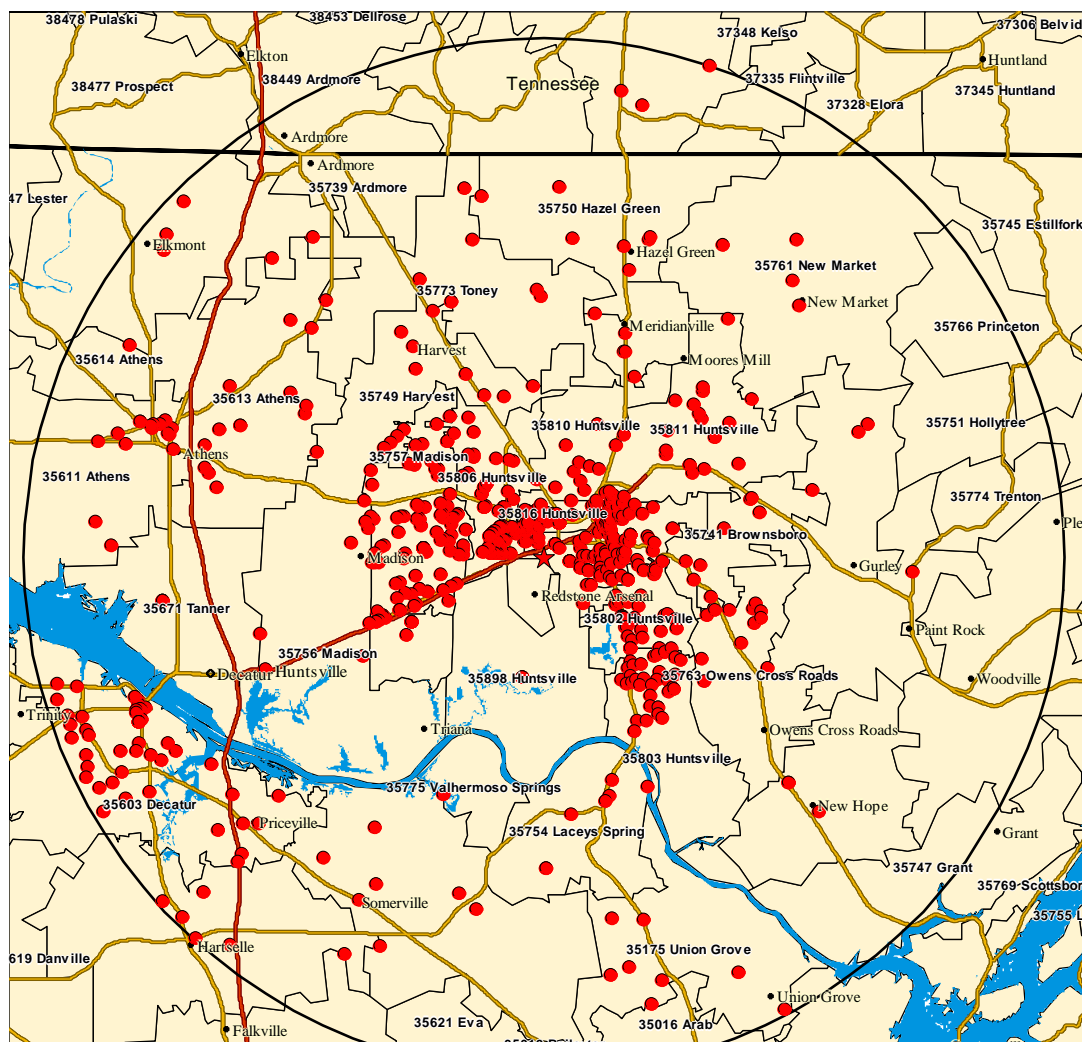 38478 Pulaski
38453 Dellrose
37348 Kelso
37306 Belvid
Elkton
Huntland
38477 Prospect
38449 Ardmore
Tennessee
37335 Flintville
37345 Huntland
37328 Elora
Ardmore
Ardmore
35739 Ardmore
47 Lester
35750 Hazel Green
35745 Estillfork
Elkmont
Hazel Green
35761 New Market
35773 Toney
New Market
Meridianville
35766 Princeton
Harvest
Moores Mill
35614 Athens
35613 Athens
35749 Harvest
35810 Huntsville
35811 Huntsville
35751 Hollytree
Athens
35757 Madison
35611 Athens
35806 Huntsville
35774 Trenton
35816 Huntsville
Ple
35741 Brownsboro
Madison
Gurley
Redstone Arsenal
35671 Tanner
35802 Huntsville
Paint Rock
35756 Madison
Decatur
Huntsville
35898 Huntsville
35763 Owens Cross Roads
Woodville
Trinity
Triana
Owens Cross Roads
35803 Huntsville
35775 Valhermoso Springs
35603 Decatur
New Hope
Priceville
35754 Laceys Spring
Grant
35747 Grant
35769 Scottsbor
Somerville
35755 L
Hartselle
35175 Union Grove
619 Danville
Union Grove
35621 Eva
35016 Arab
Falkville